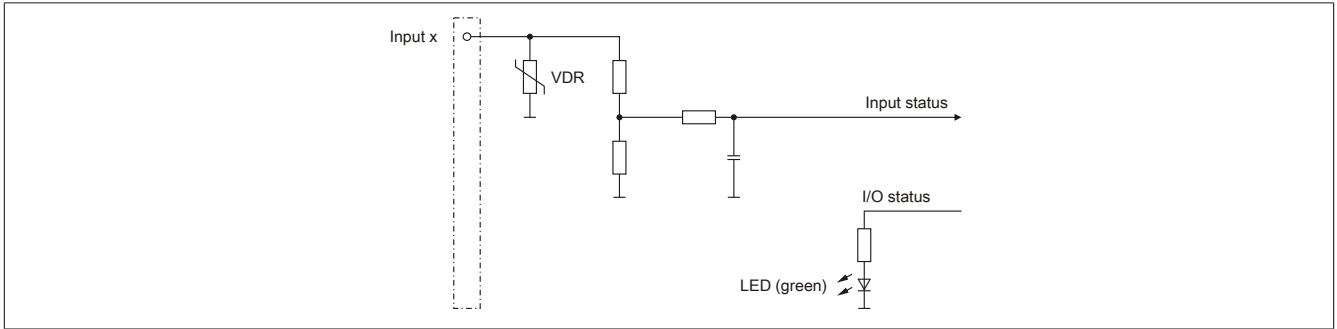 Input x
VDR
Input status
I/O status
LED (green)